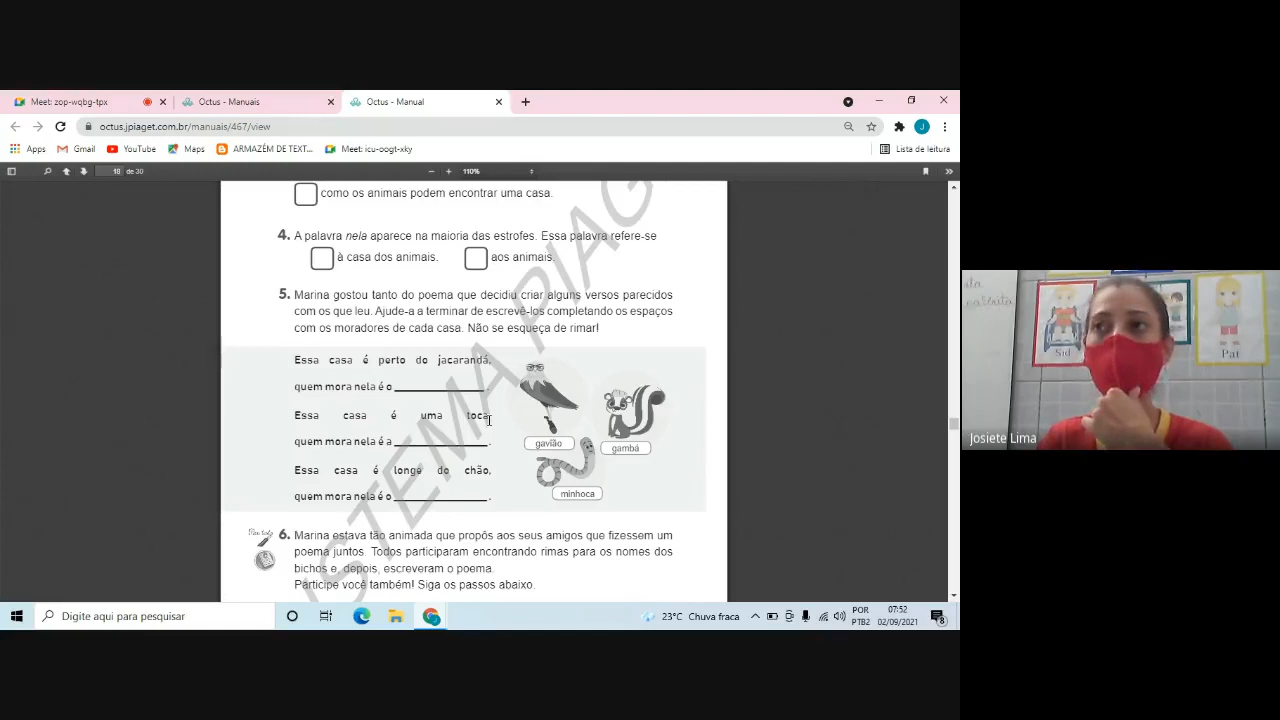 Meet: zop-wqbg-tpx
Octus - Manuais
Octus - Manual
octus.jpiaget.com.br/manuais/467/view
Apps
Gmail
YouTube
Maps
ARMAZÉM DE TEXT...
Meet: icu-oogt-xky
Lista de leitura
18 de 30
110%
como os animais podem encontrar uma casa.
4. A palavra nela aparece na maioria das estrofes. Essa palavra refere-se
à casa dos animais.
aos animais.
5. Marina gostou tanto do poema que decidiu criar alguns versos parecidos
com os que leu. Ajude-a a terminar de escrevê-los completando os espaços
com os moradores de cada casa. Não se esqueça de rimar!
Essa casa é perto do jacarandá,
quem mora nela é o ______________.
Essa casa é uma toca
quem mora nela é a ______________.
Essa casa é longe do chão,
quem mora nela é o ______________.
gavião
gambá
minhoca
6. Marina estava tão animada que propôs aos seus amigos que fizessem um
poema juntos. Todos participaram encontrando rimas para os nomes dos
bichos e, depois, escreveram o poema.
Participe você também! Siga os passos abaixo.
STEMA PIAG
Digite aqui para pesquisar
23°C Chuva fraca
POR
PTB2
07:52
02/09/2021
8
J
Sol
Pat
Josiete Lima